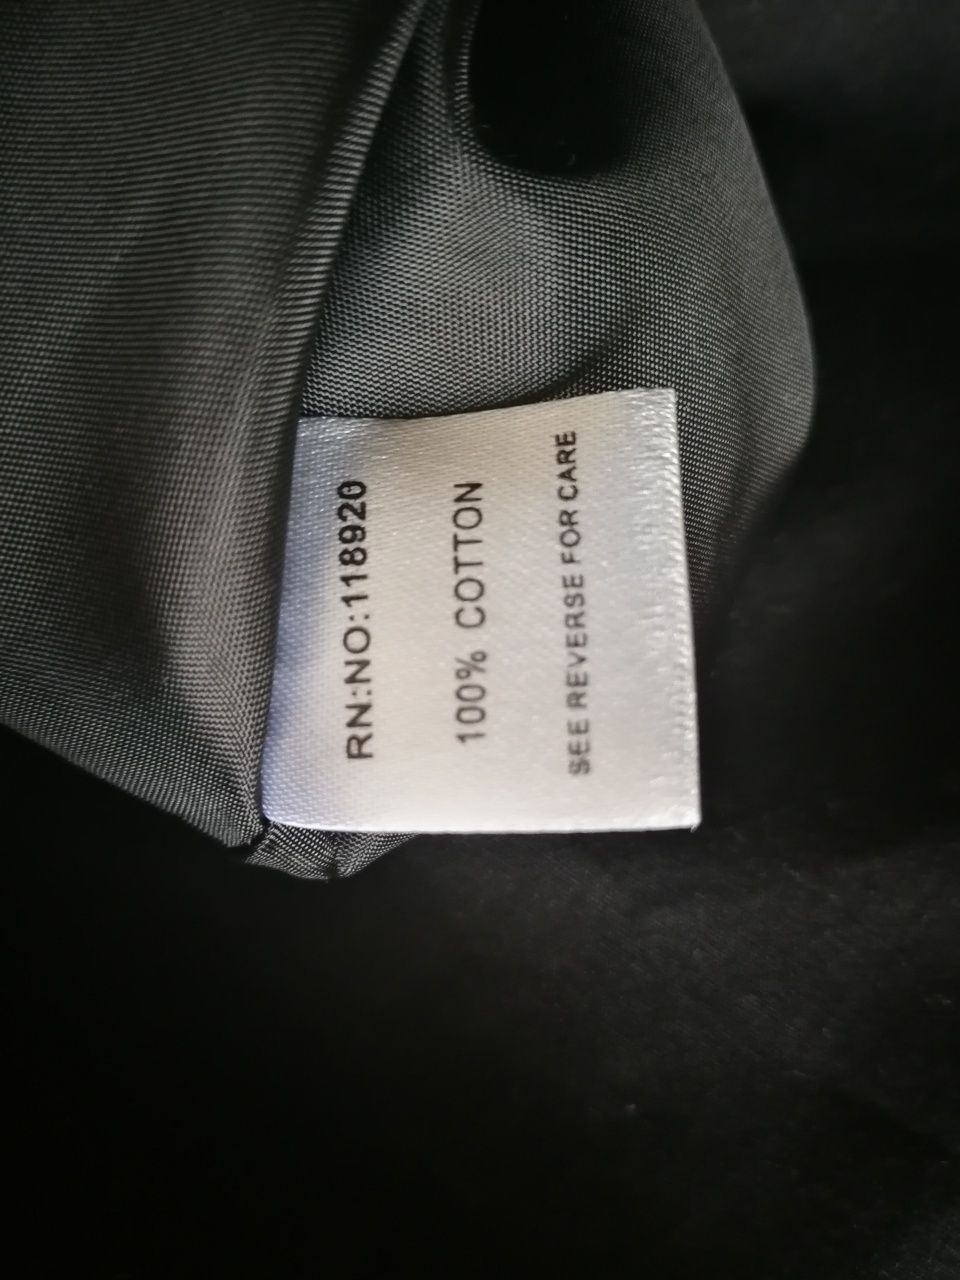 RN:NO:118920
100% COTTON
SEE REVERSE FOR CARE